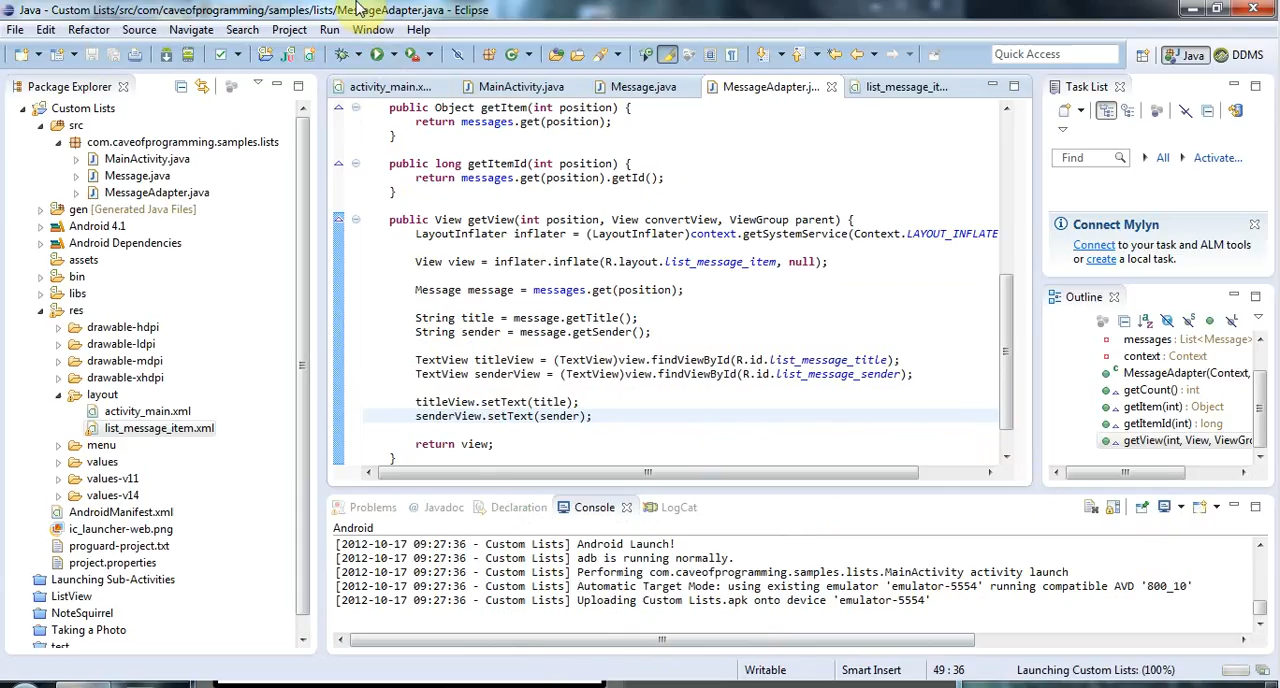 Java - Custom Lists/src/com/caveofprogramming/samples/lists/MessageAdapter.java - Eclipse
File Edit Refactor Source Navigate Search Project Run Window Help
Quick Access
Java
DDMS
Package Explorer
Custom Lists
src
com.caveofprogramming.samples.lists
MainActivity.java
Message.java
MessageAdapter.java
gen [Generated Java Files]
Android 4.1
Android Dependencies
assets
bin
libs
res
drawable-hdpi
drawable-ldpi
drawable-mdpi
drawable-xhdpi
layout
activity_main.xml
list_message_item.xml
menu
values
values-v11
values-v14
AndroidManifest.xml
ic_launcher-web.png
proguard-project.txt
project.properties
Launching Sub-Activities
ListView
NoteSquirrel
Taking a Photo
test
activity_main.x...
MainActivity.java
Message.java
MessageAdapter.j...
list_message_it...
public Object getItem(int position) {
return messages.get(position);
}
public long getItemId(int position) {
return messages.get(position).getId();
}
public View getView(int position, View convertView, ViewGroup parent) {
LayoutInflater inflater = (LayoutInflater)context.getSystemService(Context.LAYOUT_INFLATE
View view = inflater.inflate(R.layout.list_message_item, null);
Message message = messages.get(position);
String title = message.getTitle();
String sender = message.getSender();
TextView titleView = (TextView)view.findViewById(R.id.list_message_title);
TextView senderView = (TextView)view.findViewById(R.id.list_message_sender);
titleView.setText(title);
senderView.setText(sender);
return view;
}
Task List
Find
All
Activate...
Connect Mylyn
Connect to your task and ALM tools
or create a local task.
Outline
messages : List<Message>
context : Context
MessageAdapter(Context,
getCount() : int
getItem(int) : Object
getItemId(int) : long
getView(int, View, ViewGro
Problems
@ Javadoc
Declaration
Console
LogCat
Android
[2012-10-17 09:27:36 - Custom Lists] Android Launch!
[2012-10-17 09:27:36 - Custom Lists] adb is running normally.
[2012-10-17 09:27:36 - Custom Lists] Performing com.caveofprogramming.samples.lists.MainActivity activity launch
[2012-10-17 09:27:36 - Custom Lists] Automatic Target Mode: using existing emulator 'emulator-5554' running compatible AVD '800_10'
[2012-10-17 09:27:36 - Custom Lists] Uploading Custom Lists.apk onto device 'emulator-5554'
Writable
Smart Insert
49 : 36
Launching Custom Lists: (100%)